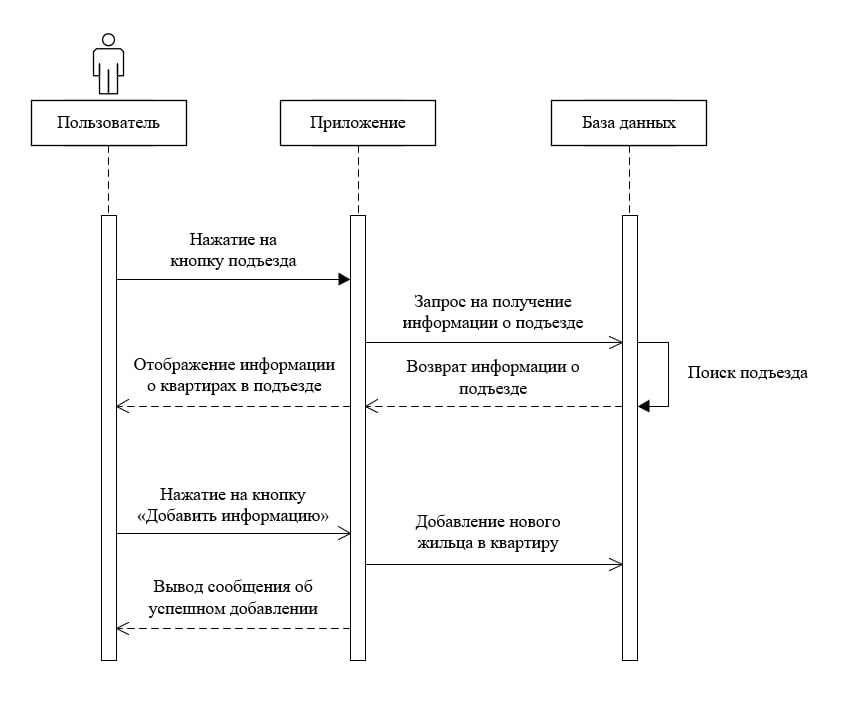 Пользователь
Приложение
База данных
Нажатие на
кнопку подъезда
Запрос на получение
информации о подъезде
Отображение информации
о квартирах в подъезде
Возврат информации о
подъезде
Поиск подъезда
Нажатие на кнопку
«Добавить информацию»
Добавление нового
жильца в квартиру
Вывод сообщения об
успешном добавлении